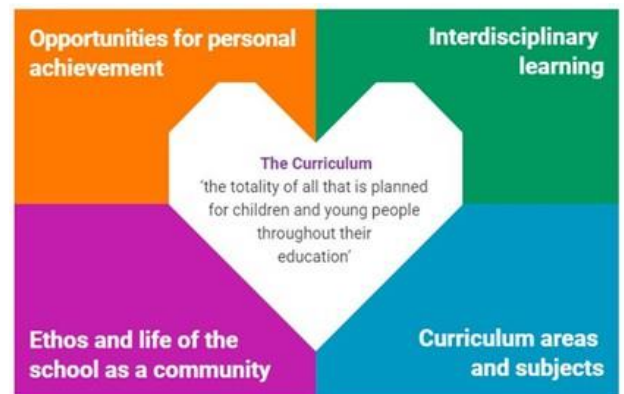 Opportunities for personal
achievement
Interdisciplinary
learning
The Curriculum
‘the totality of all that is planned
for children and young people
throughout their
education’
Ethos and life of the
school as a community
Curriculum areas
and subjects